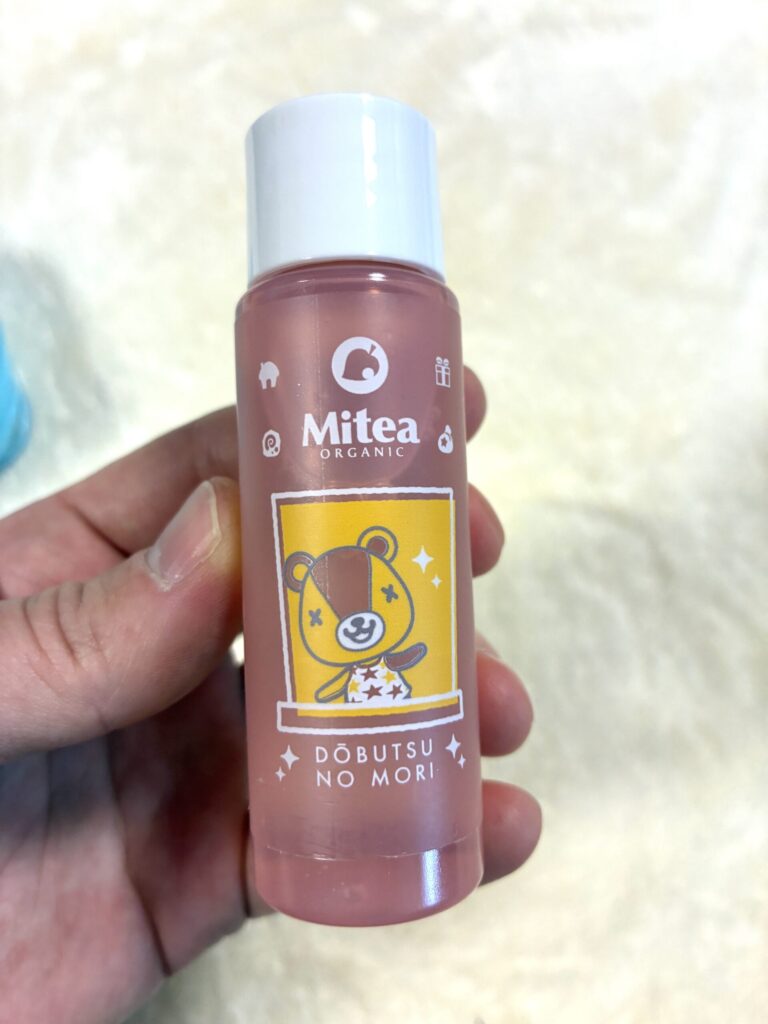 Mitea
ORGANIC
DŌBUTSU
NO MORI